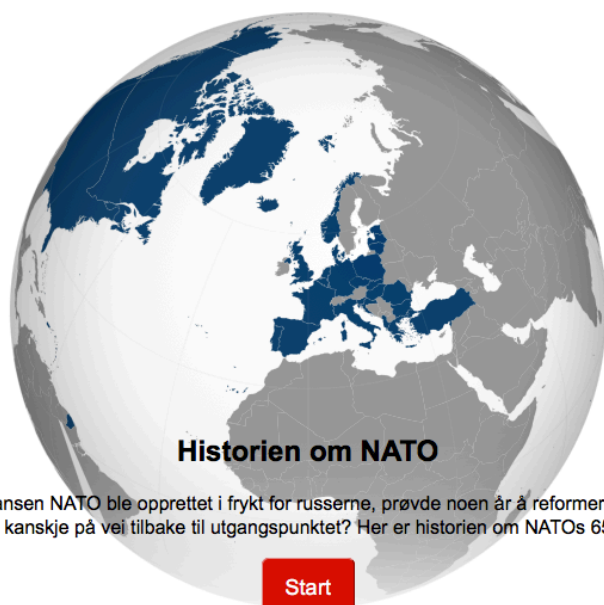 Historien om NATO
ansen NATO ble opprettet i frykt for russerne, prøvde noen år å reformer
kanskje på vei tilbake til utgangspunktet? Her er historien om NATOs 65
Start